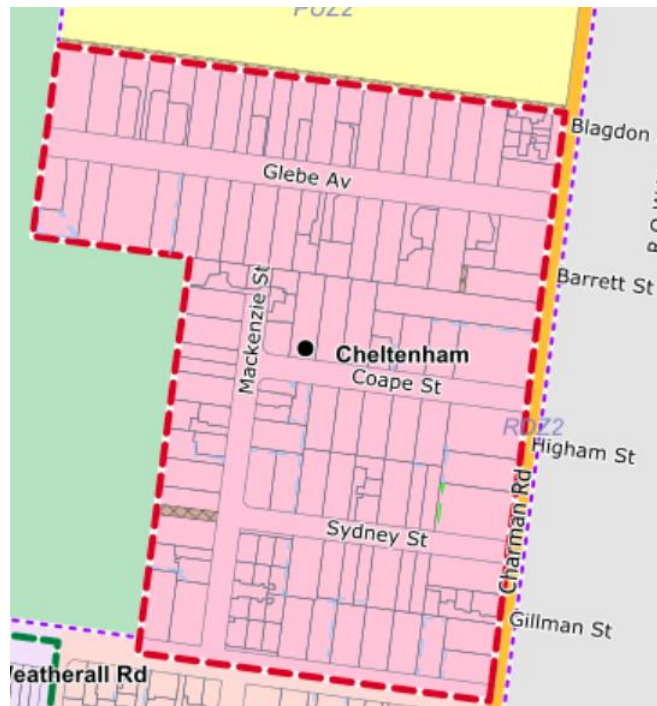 PUZ2
Blagdon
Glebe Av
Barrett St
Mackenzie St
Cheltenham
Coape St
RDZ2
Higham St
Charman Rd
Sydney St
Gillman St
eatherall Rd